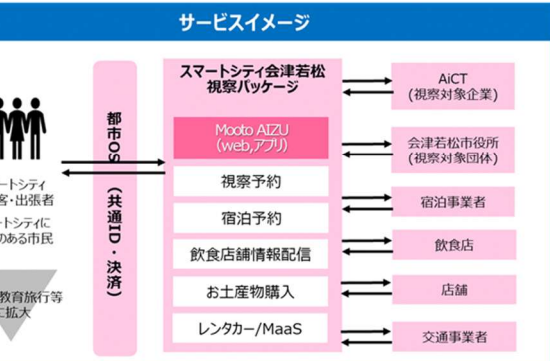 サービスイメージ
スマートシティ会津若松
視察パッケージ
Mooto AIZU
(web,アプリ)
視察予約
宿泊予約
飲食店舗情報配信
お土産物購入
レンタカー/MaaS
都市OS(共通ID・決済)
ートシティ
客・出張者
ートシティに
のある市民
教育旅行等
に拡大
AiCT
(視察対象企業)
会津若松市役所
(視察対象団体)
宿泊事業者
飲食店
店舗
交通事業者